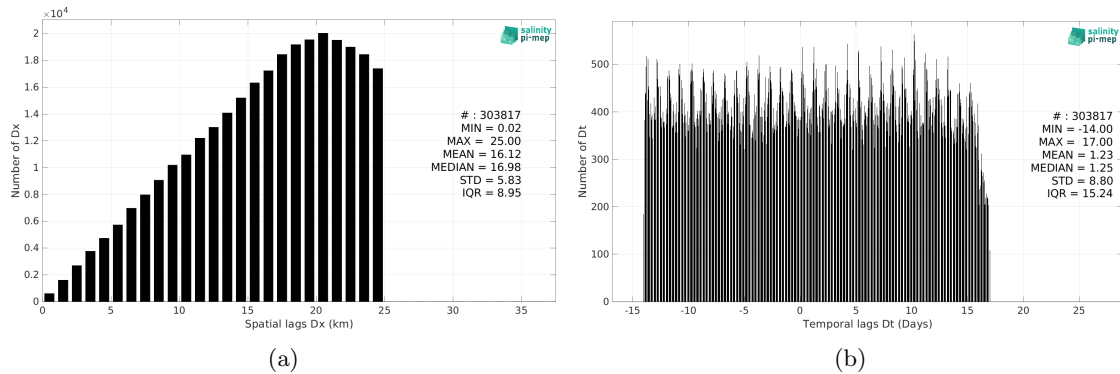 ×10⁴
2
1.8
1.6
1.4
1.2
1
0.8
0.6
0.4
0.2
0
Number of Dx
0 5 10 15 20 25 30 35
Spatial lags Dx (km)
salinity
pi-mep
# : 303817
MIN = 0.02
MAX = 25.00
MEAN = 16.12
MEDIAN = 16.98
STD = 5.83
IQR = 8.95
(a)
500
400
300
200
100
0
Number of Dt
-15 -10 -5 0 5 10 15 20 25
Temporal lags Dt (Days)
salinity
pi-mep
# : 303817
MIN = -14.00
MAX = 17.00
MEAN = 1.23
MEDIAN = 1.25
STD = 8.80
IQR = 15.24
(b)